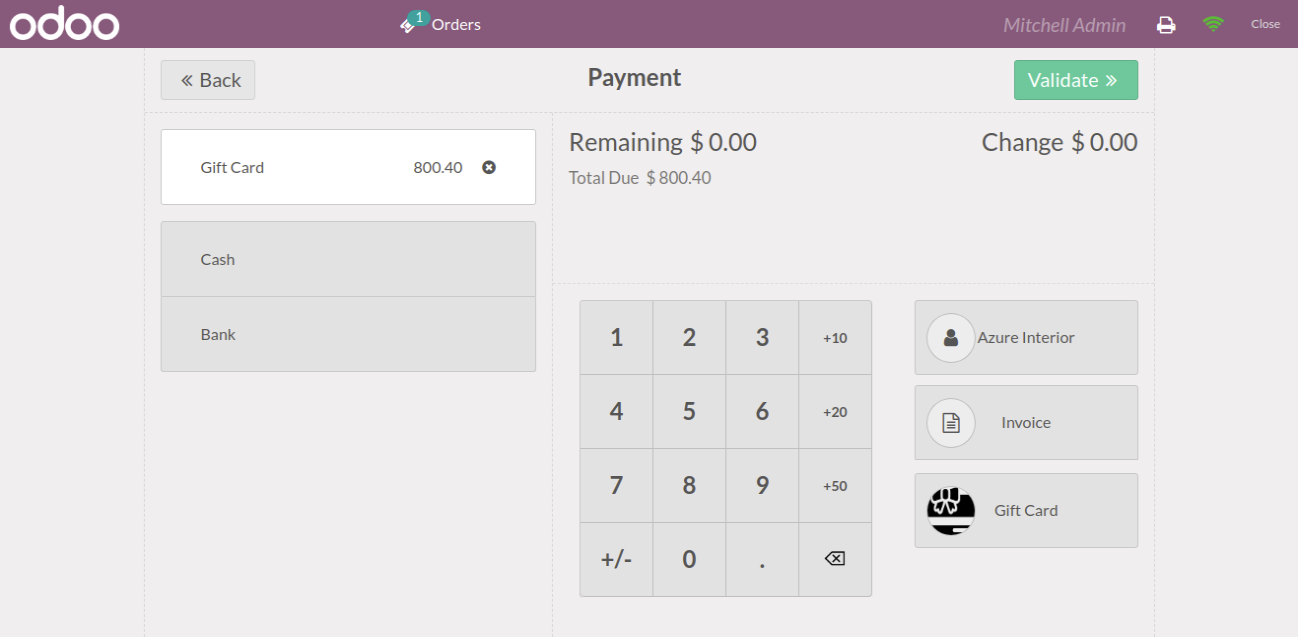 odoo 1 Orders Mitchell Admin Close
Back Payment Validate
Gift Card 800.40
Cash
Bank
Remaining $ 0.00 Change $ 0.00
Total Due $ 800.40
1 2 3 +10
4 5 6 +20
7 8 9 +50
+/- 0 .
Azure Interior
Invoice
Gift Card